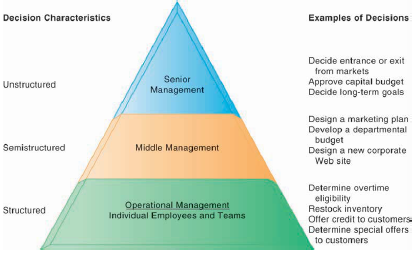 Decision Characteristics
Examples of Decisions
Unstructured
Senior
Management
Decide entrance or exit
from markets
Approve capital budget
Decide long-term goals
Semistructured
Middle Management
Design a marketing plan
Develop a departmental
budget
Design a new corporate
Web site
Structured
Operational Management
Individual Employees and Teams
Determine overtime
eligibility
Restock inventory
Offer credit to customers
Determine special offers
to customers